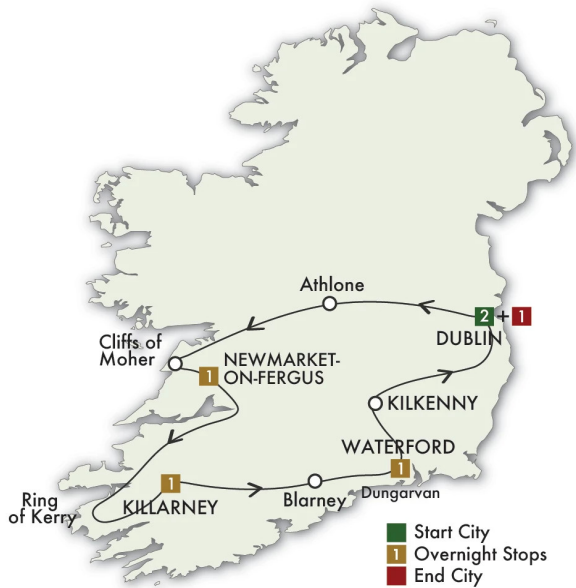 Athlone
2 + 1
DUBLIN
Cliffs of
Moher
1
NEWMARKET-
ON-FERGUS
KILKENNY
WATERFORD
1
Dungarvan
1
KILLARNEY
Blarney
Ring
of Kerry
Start City
1 Overnight Stops
End City